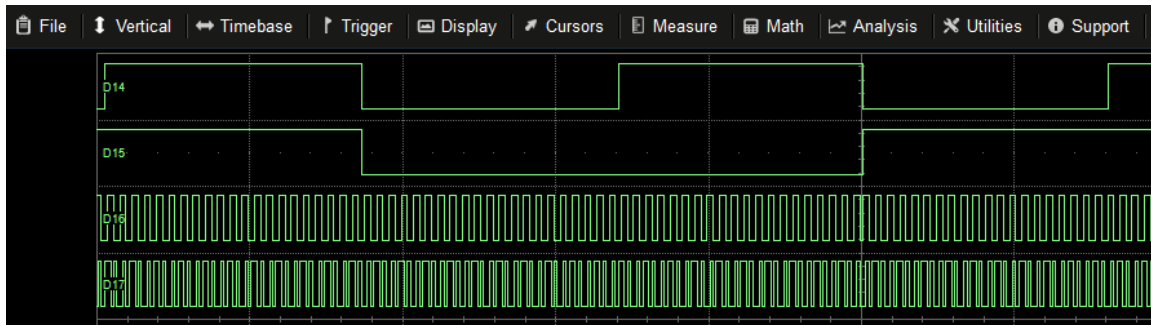 File Vertical Timebase Trigger Display Cursors Measure Math Analysis Utilities Support
D14
D15
D16
D17